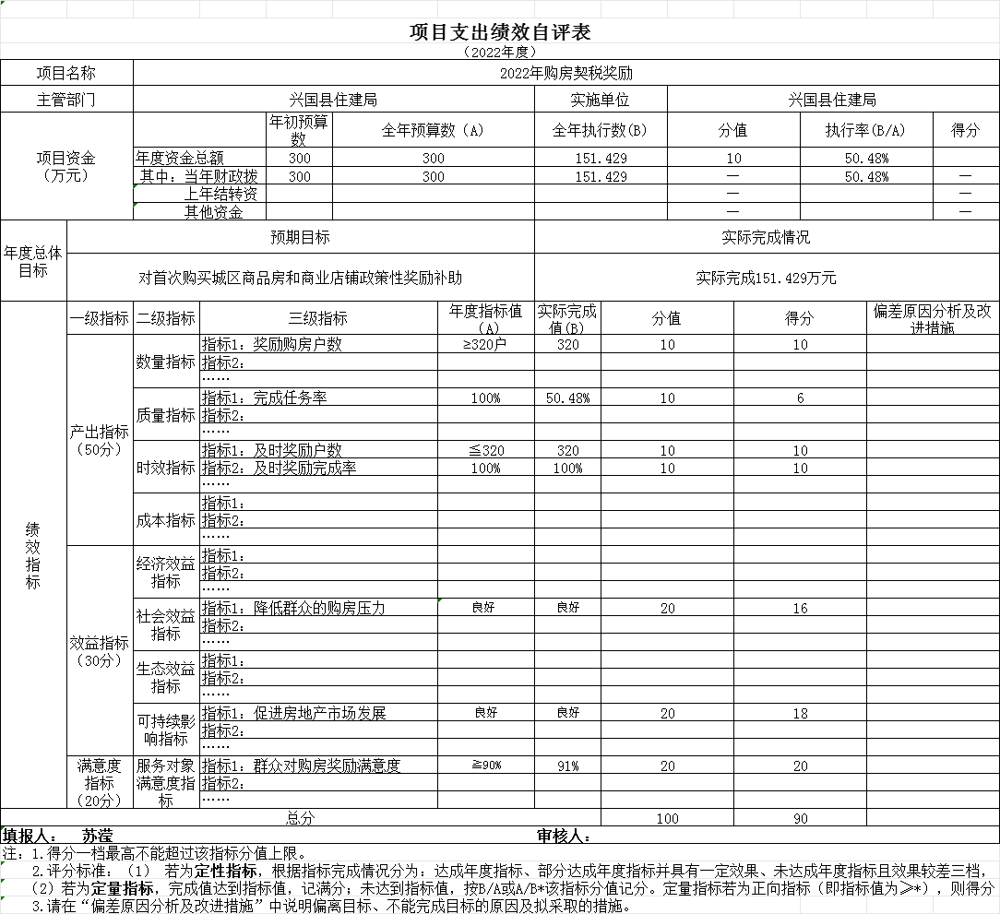 项目支出绩效自评表
（2022年度）
项目名称 2022年购房契税奖励
主管部门 兴国县住建局 实施单位 兴国县住建局
项目资金（万元） 年初预算数 全年预算数（A） 全年执行数(B) 分值 执行率(B/A) 得分
年度资金总额 300 300 151.429 10 50.48%
其中：当年财政拨 300 300 151.429 — 50.48% —
上年结转资 — —
其他资金 — —
年度总体目标 预期目标 实际完成情况
对首次购买城区商品房和商业店铺政策性奖励补助 实际完成151.429万元
绩效指标 一级指标 二级指标 三级指标 年度指标值（A） 实际完成值(B) 分值 得分 偏差原因分析及改进措施
产出指标（50分） 数量指标 指标1：奖励购房户数 ≥320户 320 10 10
指标2：
……
质量指标 指标1：完成任务率 100% 50.48% 10 6
指标2：
……
时效指标 指标1：及时奖励户数 ≦320 320 10 10
指标2：及时奖励完成率 100% 100% 10 10
……
成本指标 指标1：
指标2：
……
效益指标（30分） 经济效益指标 指标1：
指标2：
……
社会效益指标 指标1：降低群众的购房压力 良好 良好 20 16
指标2：
……
生态效益指标 指标1：
指标2：
……
可持续影响指标 指标1：促进房地产市场发展 良好 良好 20 18
指标2：
……
满意度指标（20分） 服务对象满意度指标 指标1：群众对购房奖励满意度 ≧90% 91% 20 20
指标2：
……
总分 100 90
填报人： 苏滢 审核人：
注：1.得分一档最高不能超过该指标分值上限。
2.评分标准：（1） 若为定性指标，根据指标完成情况分为：达成年度指标、部分达成年度指标并具有一定效果、未达成年度指标且效果较差三档，
（2）若为定量指标，完成值达到指标值，记满分；未达到指标值，按B/A或A/B*该指标分值记分。定量指标若为正向指标（即指标值为≥*），则得分
3.请在“偏差原因分析及改进措施”中说明偏离目标、不能完成目标的原因及拟采取的措施。